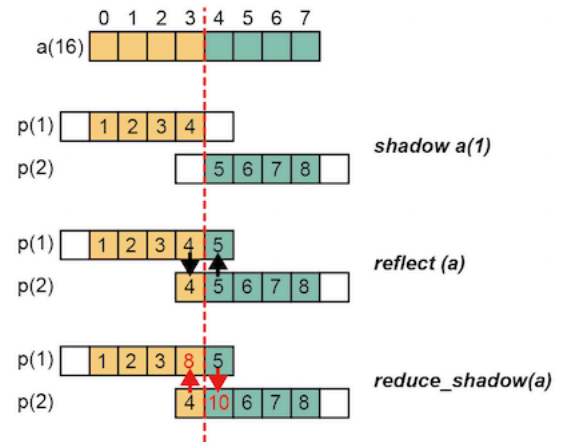 0 1 2 3 4 5 6 7
a(16)
p(1) 1 2 3 4
shadow a(1)
p(2) 5 6 7 8
p(1) 1 2 3 4 5
reflect (a)
p(2) 4 5 6 7 8
p(1) 1 2 3 8 5
reduce_shadow(a)
p(2) 4 10 6 7 8